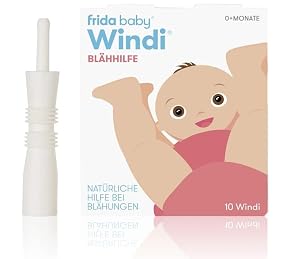 frida baby®
0+MONATE
Windi®
BLÄHHILFE
NATÜRLICHE
HILFE BEI
BLÄHUNGEN
10 Windi